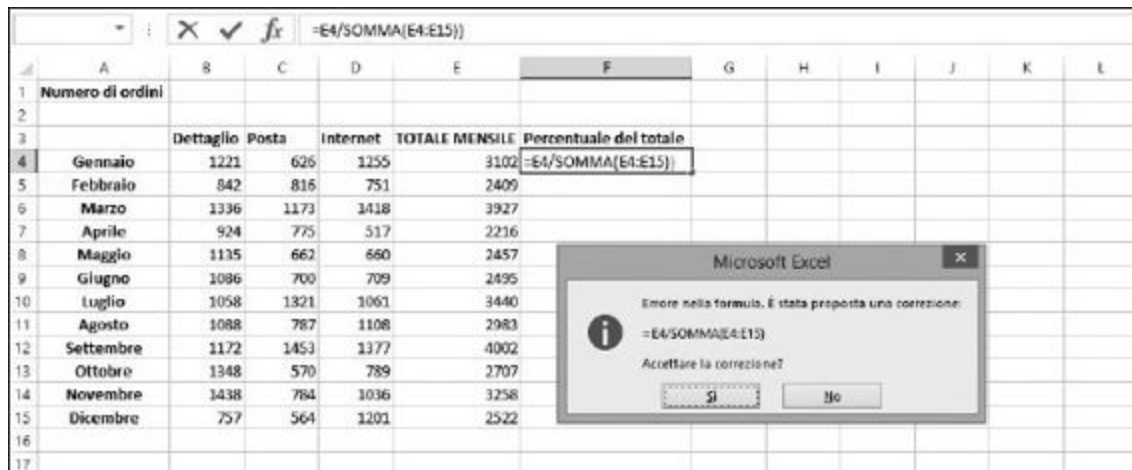 =E4/SOMMA(E4:E15))
A B C D E F G H I J K L
1 Numero di ordini
2
3 Dettaglio Posta Internet TOTALE MENSILE Percentuale del totale
4 Gennaio 1221 626 1255 3102 =E4/SOMMA(E4:E15))
5 Febbraio 842 816 751 2409
6 Marzo 1336 1173 1418 3927
7 Aprile 924 775 517 2216
8 Maggio 1135 662 660 2457
9 Giugno 1086 700 709 2495
10 Luglio 1058 1321 1061 3440
11 Agosto 1088 787 1108 2983
12 Settembre 1172 1453 1377 4002
13 Ottobre 1348 570 789 2707
14 Novembre 1438 784 1036 3258
15 Dicembre 757 564 1201 2522
16
17
Microsoft Excel
Errore nella formula. È stata proposta una correzione:
=E4/SOMMA(E4:E15)
Accettare la correzione?
Sì No